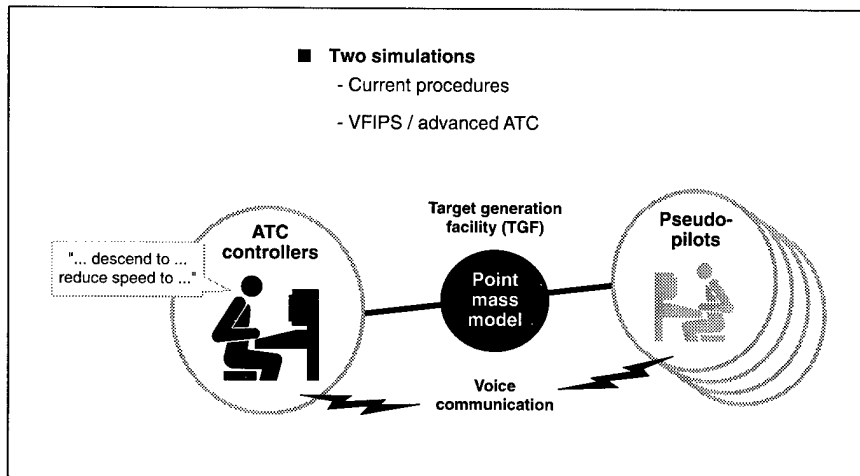 ■ Two simulations
- Current procedures
- VFIPS / advanced ATC
Target generation
facility (TGF)
ATC
controllers
Pseudo-
pilots
"... descend to ...
reduce speed to ..."
Point
mass
model
Voice
communication